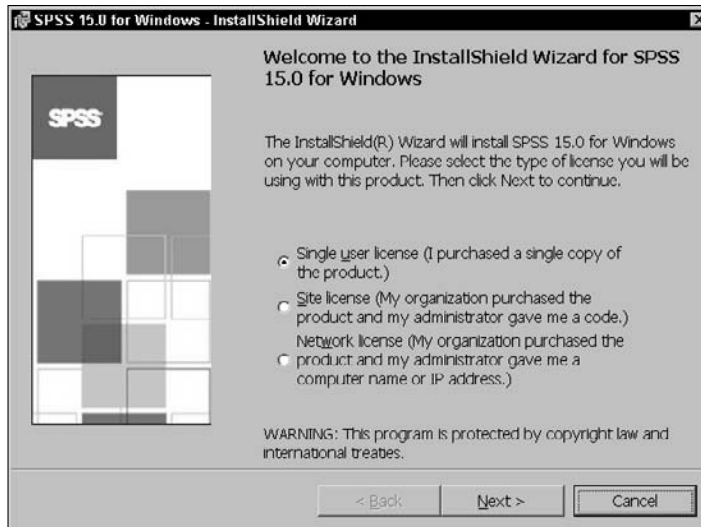 SPSS 15.0 for Windows - InstallShield Wizard
Welcome to the InstallShield Wizard for SPSS
15.0 for Windows
SPSS
The InstallShield(R) Wizard will install SPSS 15.0 for Windows
on your computer. Please select the type of license you will be
using with this product. Then click Next to continue.
Single user license (I purchased a single copy of
the product.)
Site license (My organization purchased the
product and my administrator gave me a code.)
Network license (My organization purchased the
product and my administrator gave me a
computer name or IP address.)
WARNING: This program is protected by copyright law and
international treaties.
< Back
Next >
Cancel